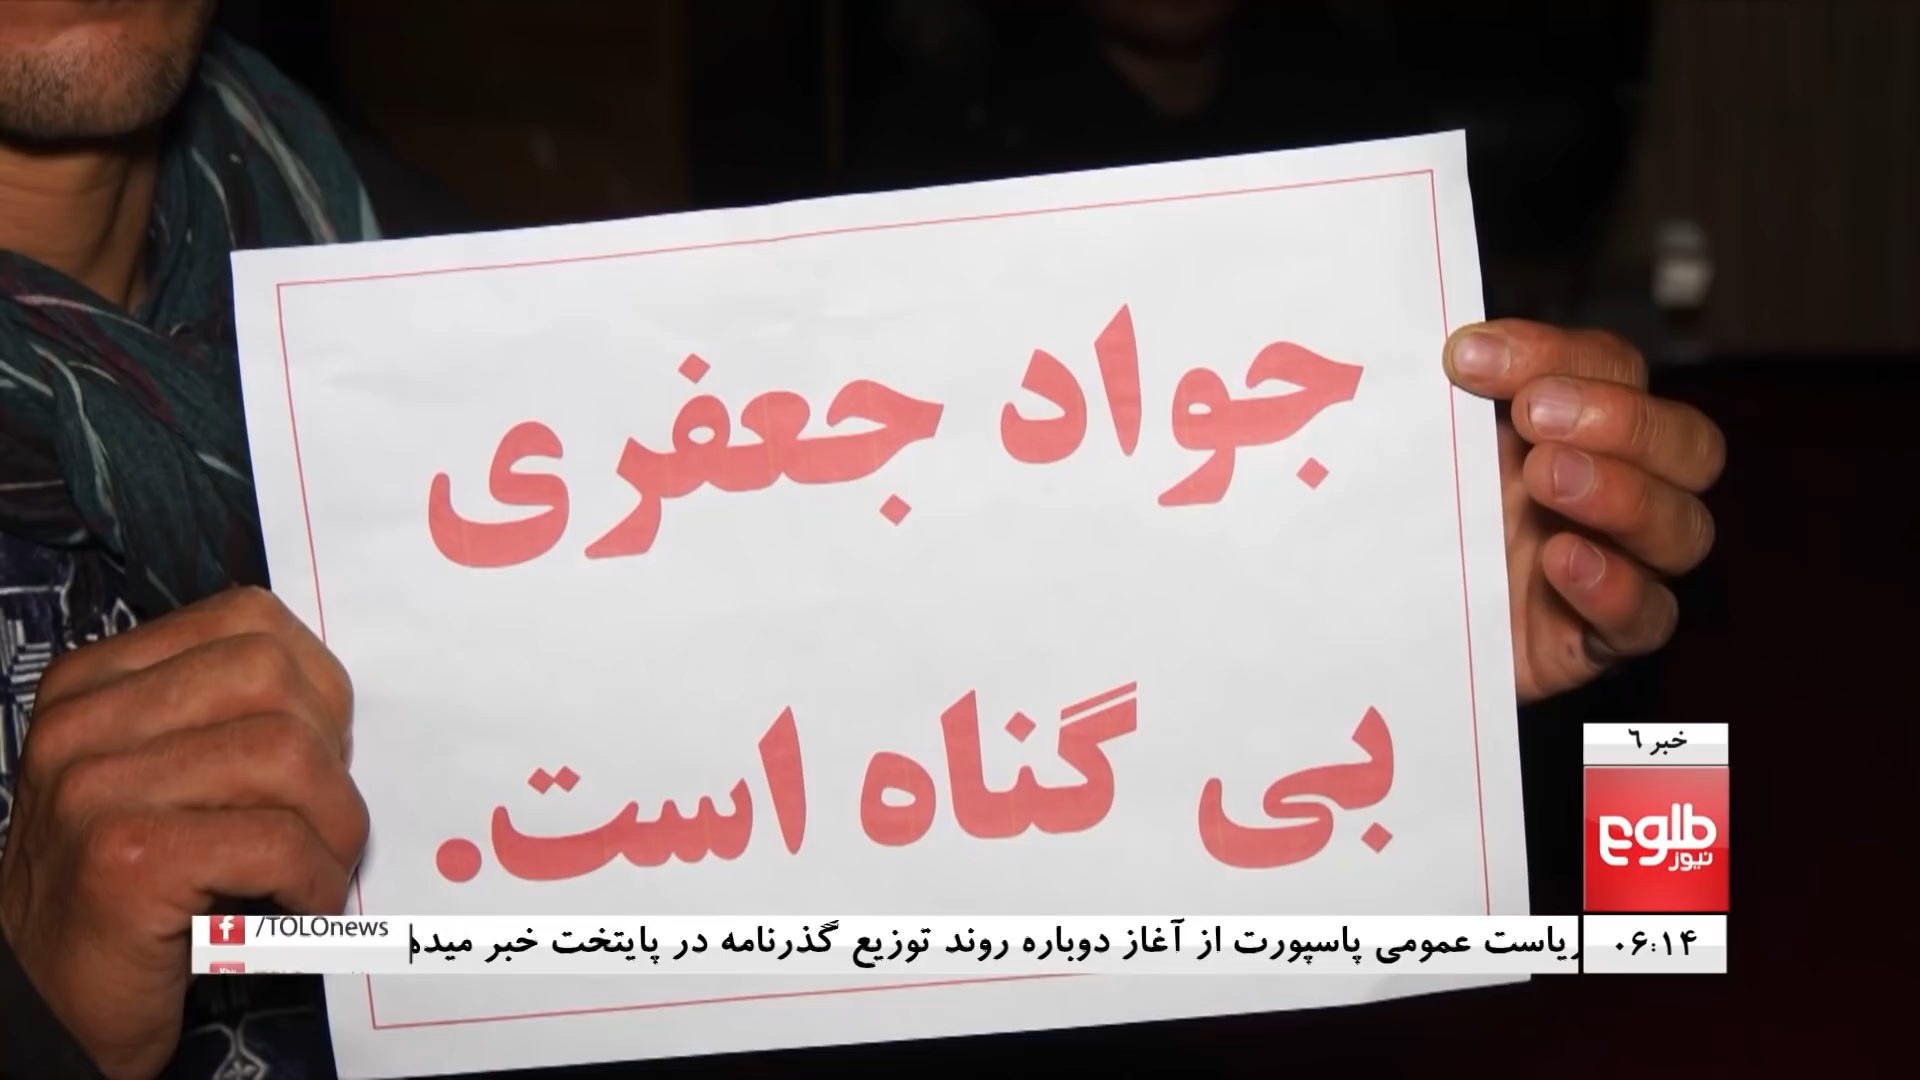 جواد جعفری
بی گناه است.
خبر ٦
طلوع
نیوز
/TOLOnews
ریاست عمومی پاسپورت از آغاز دوباره روند توزیع گذرنامه در پایتخت خبر میده
۰۶:۱۴